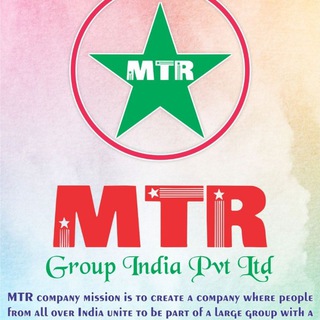 MTR
MTR
Group India Pvt Ltd
MTR COMPANY MISSION IS TO CREATE A COMPANY WHERE PEOPLE
FROM ALL OVER INDIA UNITE TO BE PART OF A LARGE GROUP WITH A